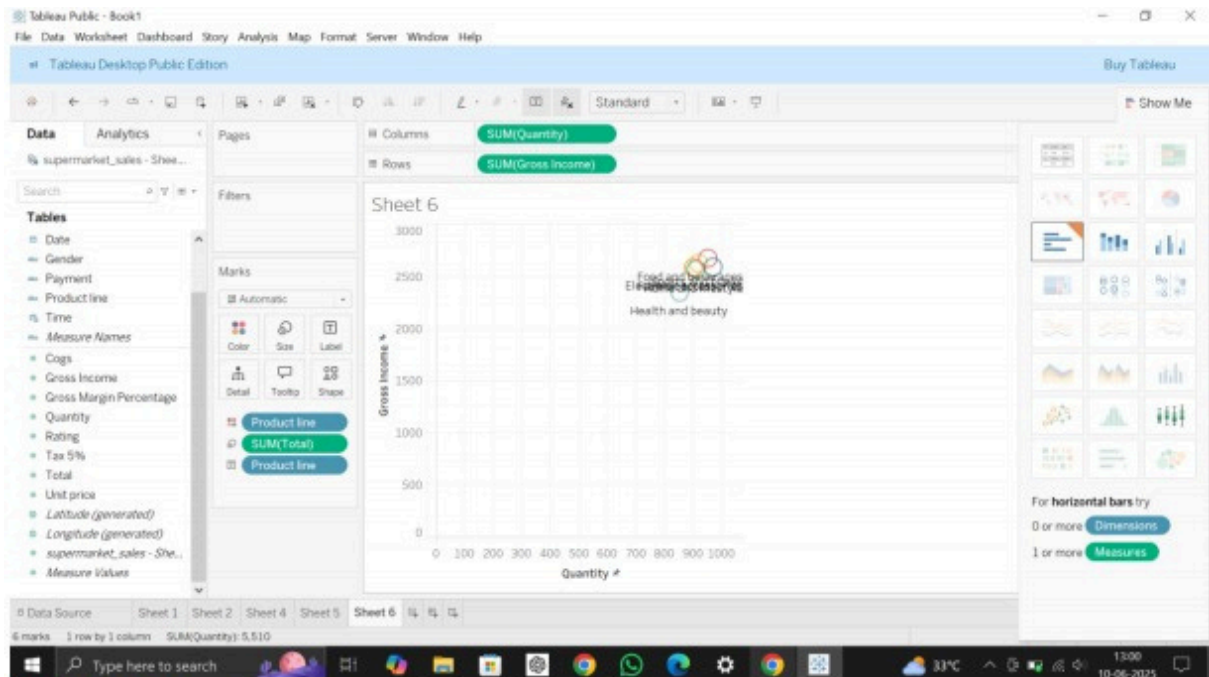 Tableau Public - Book1
File Data Worksheet Dashboard Story Analysis Map Format Server Window Help
Tableau Desktop Public Edition
Buy Tableau
Standard
Show Me
Data Analytics
supermarket_sales - Shee...
Search
Tables
Date
Gender
Payment
Product line
Time
Measure Names
Cogs
Gross Income
Gross Margin Percentage
Quantity
Rating
Tax 5%
Total
Unit price
Latitude (generated)
Longitude (generated)
supermarket_sales - She...
Measure Values
Pages
Filters
Marks
Automatic
Color Size Label
Detail Tooltip Shape
Product line
SUM(Total)
Product line
Columns SUM(Quantity)
Rows SUM(Gross Income)
Sheet 6
3000
2500
2000
1500
1000
500
0
Gross Income
Food and beverages
Health and beauty
0 100 200 300 400 500 600 700 800 900 1000
Quantity
For horizontal bars try
0 or more Dimensions
1 or more Measures
Data Source Sheet 1 Sheet 2 Sheet 4 Sheet 5 Sheet 6
6 marks 1 row by 1 column SUM(Quantity): 5,510
Type here to search
33°C
13:00
10-06-2025